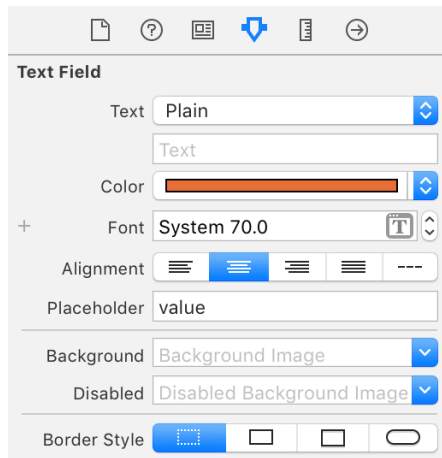 Text Field
Text Plain
Text
Color
+ Font System 70.0 T
Alignment
Placeholder value
Background Background Image
Disabled Disabled Background Image
Border Style